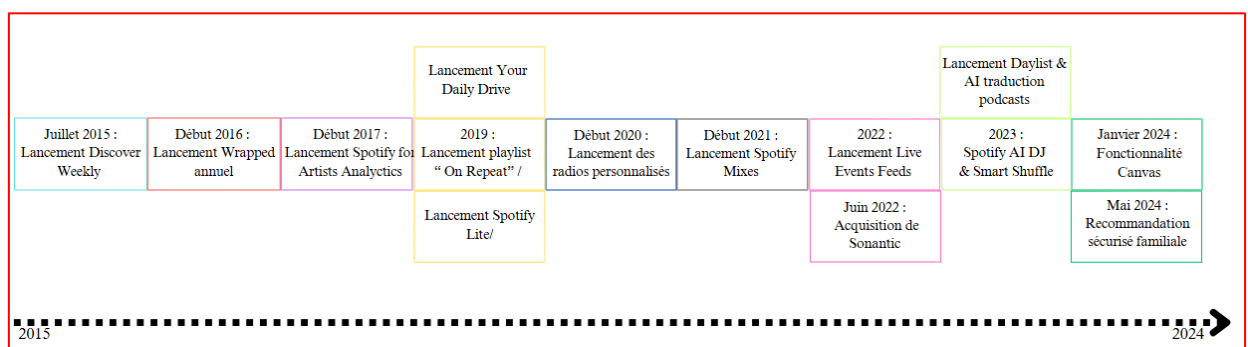 Lancement Your
Daily Drive
Lancement Daylist &
AI traduction
podcasts
Juillet 2015 :
Lancement Discover
Weekly
Début 2016 :
Lancement Wrapped
annuel
Début 2017 :
Lancement Spotify for
Artists Analyctics
2019 :
Lancement playlist
“ On Repeat” /
Début 2020 :
Lancement des
radios personnalisés
Début 2021 :
Lancement Spotify
Mixes
2022 :
Lancement Live
Events Feeds
2023 :
Spotify AI DJ
& Smart Shuffle
Janvier 2024 :
Fonctionnalité
Canvas
Lancement Spotify
Lite/
Juin 2022 :
Acquisition de
Sonantic
Mai 2024 :
Recommandation
sécurisé familiale
2015
2024